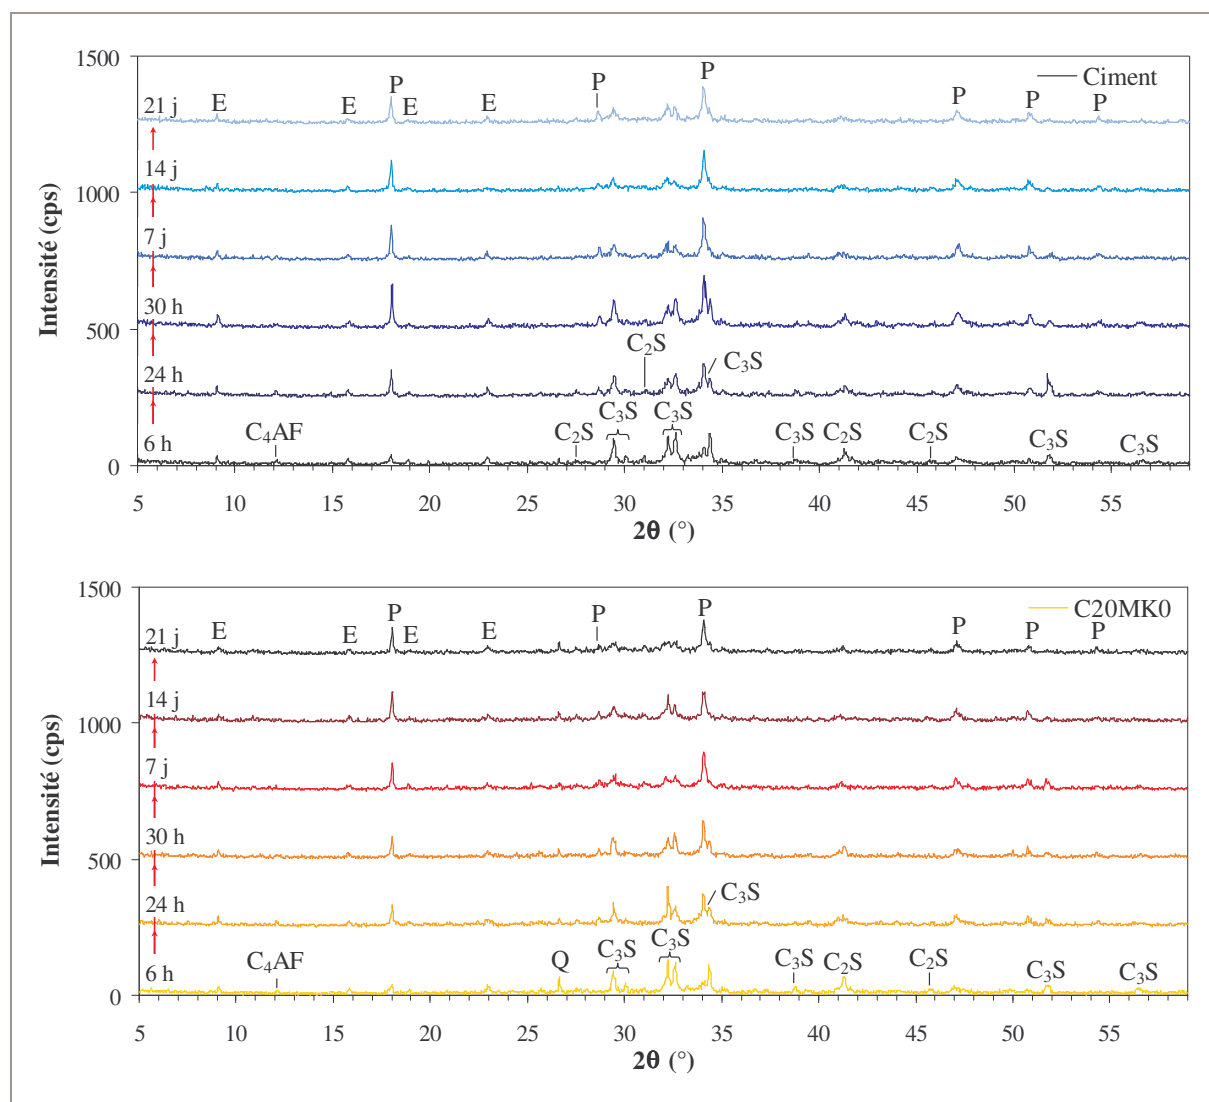 1500
P
P
P
Ciment
E
E
E
E
P
P
P
21 j
14 j
1000
7 j
Intensité (cps)
30 h
500
C₂S
C₃S
24 h
C₃S
C₃S
C₄AF
C₂S
C₃S
C₂S
C₂S
C₃S
C₃S
6 h
0
5 10 15 20 25 30 35 40 45 50 55
2θ (°)
1500
P
P
P
C20MK0
E
E
E
E
P
P
P
21 j
14 j
1000
7 j
Intensité (cps)
30 h
500
C₃S
24 h
C₃S
C₃S
C₄AF
Q
C₃S
C₂S
C₂S
C₃S
C₃S
6 h
0
5 10 15 20 25 30 35 40 45 50 55
2θ (°)